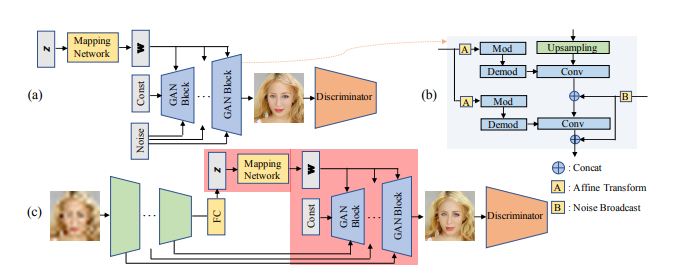 z
Mapping
Network
w
(a)
Const
GAN
Block
...
GAN
Block
Noise
Discriminator
A
Mod
Upsampling
Demod
Conv
(b)
A
Mod
B
Demod
Conv
: Concat
A : Affine Transform
B : Noise Broadcast
(c)
...
FC
z
Mapping
Network
w
Const
GAN
Block
...
GAN Block
Discriminator